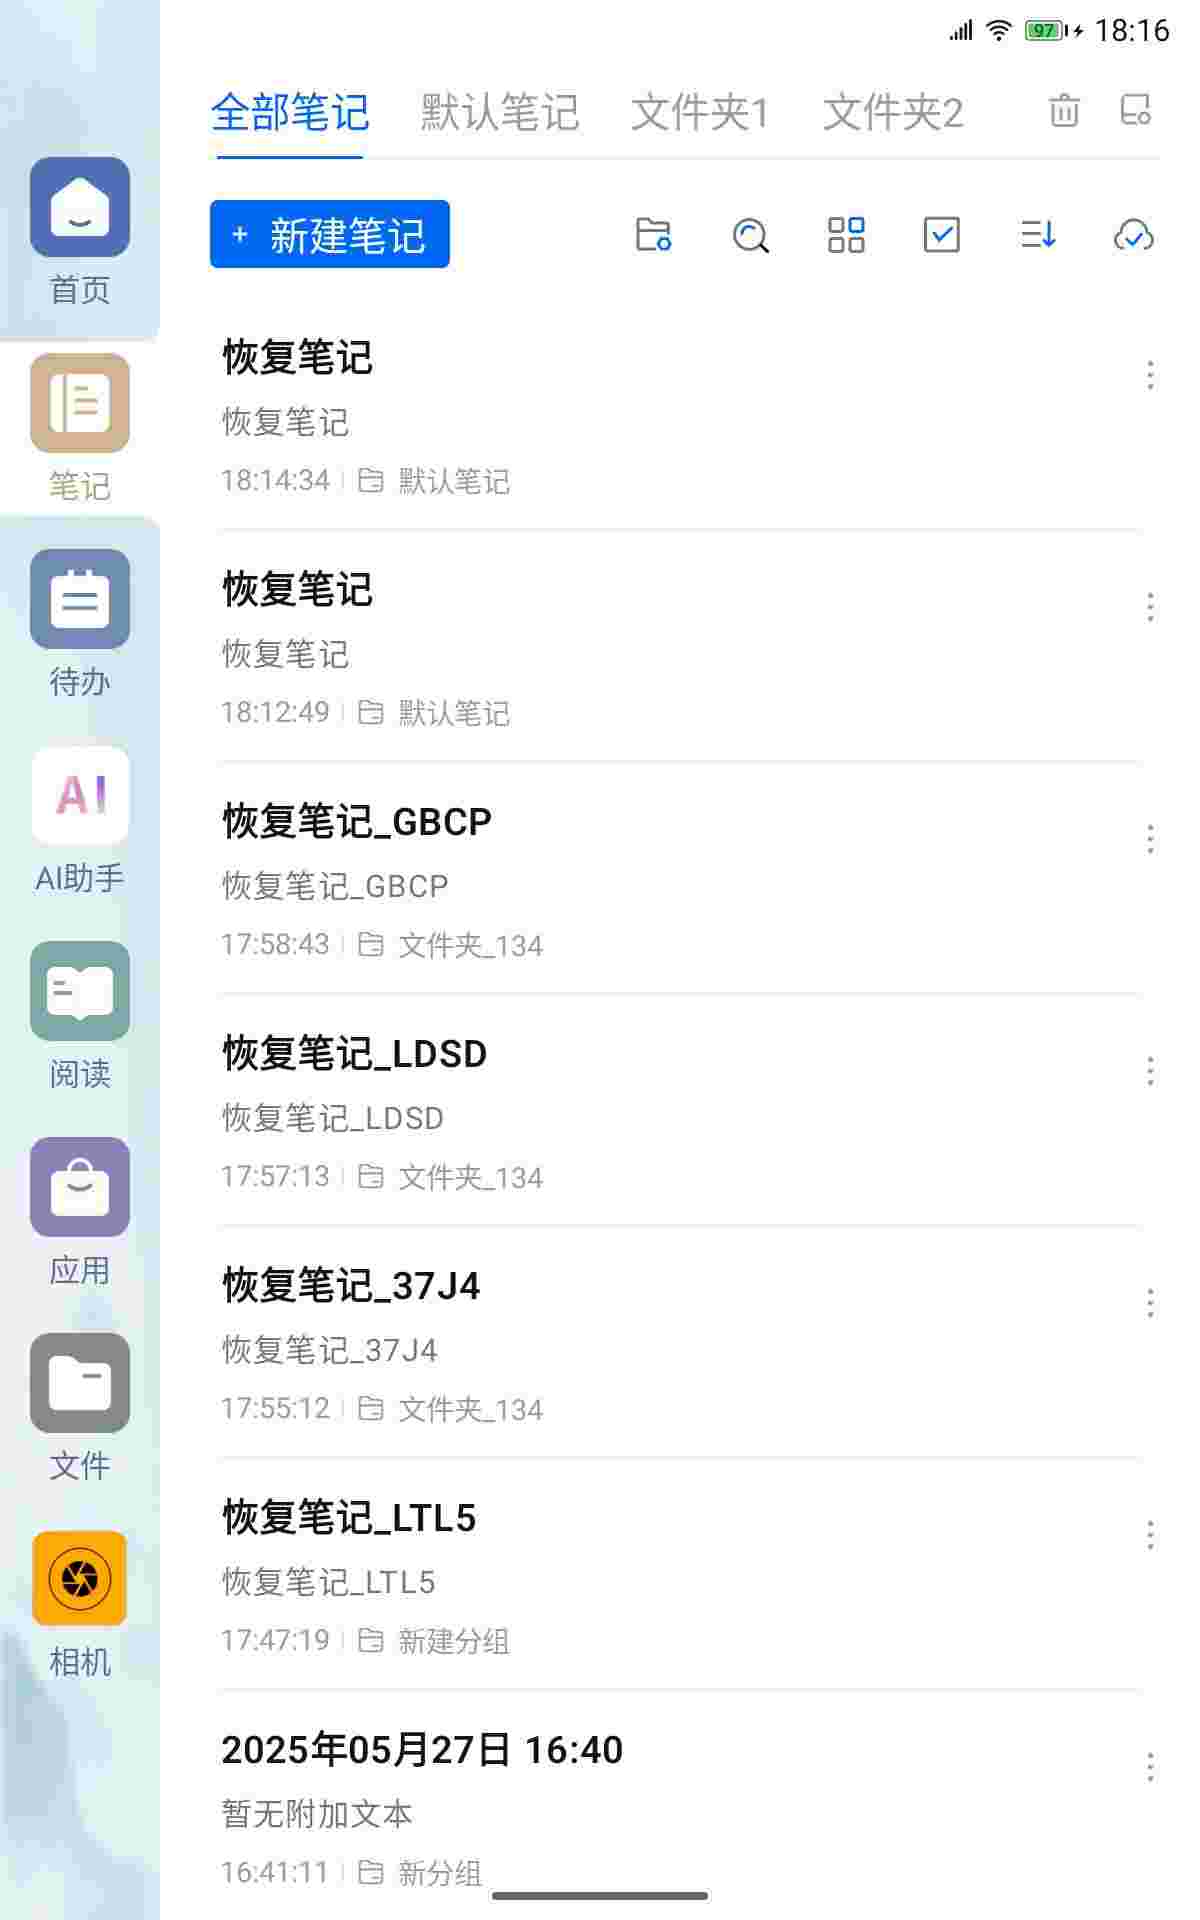 97 18:16
全部笔记 默认笔记 文件夹1 文件夹2
+ 新建笔记
首页
笔记
待办
AI
AI助手
阅读
应用
文件
相机
恢复笔记
恢复笔记
18:14:34 默认笔记
恢复笔记
恢复笔记
18:12:49 默认笔记
恢复笔记_GBCP
恢复笔记_GBCP
17:58:43 文件夹_134
恢复笔记_LDSD
恢复笔记_LDSD
17:57:13 文件夹_134
恢复笔记_37J4
恢复笔记_37J4
17:55:12 文件夹_134
恢复笔记_LTL5
恢复笔记_LTL5
17:47:19 新建分组
2025年05月27日 16:40
暂无附加文本
16:41:11 新分组